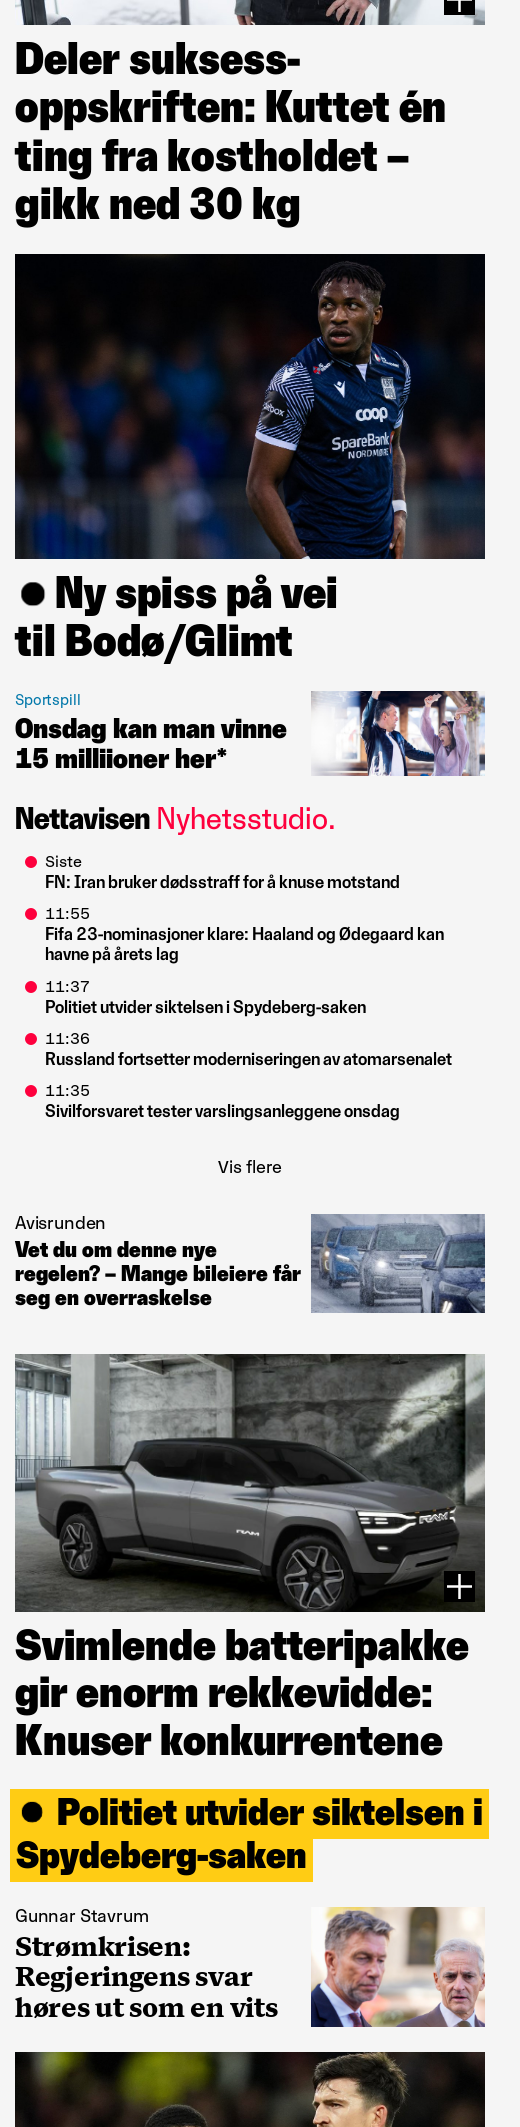 Deler suksess-
oppskriften: Kuttet én
ting fra kostholdet –
gikk ned 30 kg
coop
SpareBank
NORDMØRE
● Ny spiss på vei
til Bodø/Glimt
Sportspill
Onsdag kan man vinne
15 milliioner her*
Nettavisen Nyhetsstudio.
Siste
FN: Iran bruker dødsstraff for å knuse motstand
11:55
Fifa 23-nominasjoner klare: Haaland og Ødegaard kan
havne på årets lag
11:37
Politiet utvider siktelsen i Spydeberg-saken
11:36
Russland fortsetter moderniseringen av atomarsenalet
11:35
Sivilforsvaret tester varslingsanleggene onsdag
Vis flere
Avisrunden
Vet du om denne nye
regelen? – Mange bileiere får
seg en overraskelse
RAM
RAM
Svimlende batteripakke
gir enorm rekkevidde:
Knuser konkurrentene
● Politiet utvider siktelsen i
Spydeberg-saken
Gunnar Stavrum
Strømkrisen:
Regjeringens svar
høres ut som en vits